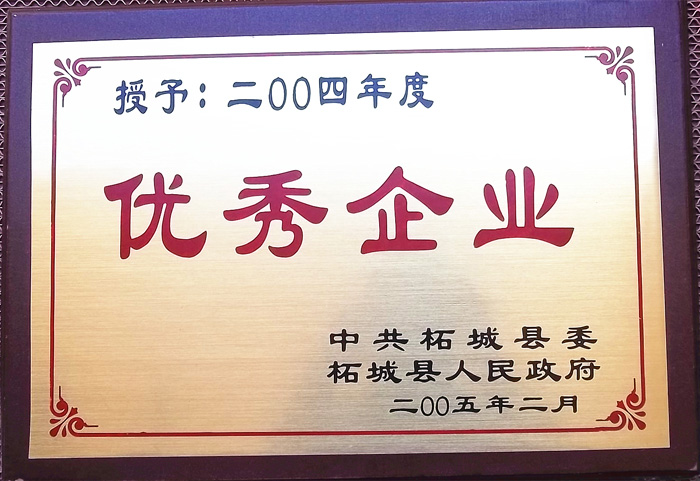 授予：二00四年度
优秀企业
中共柘城县委
柘城县人民政府
二00五年二月